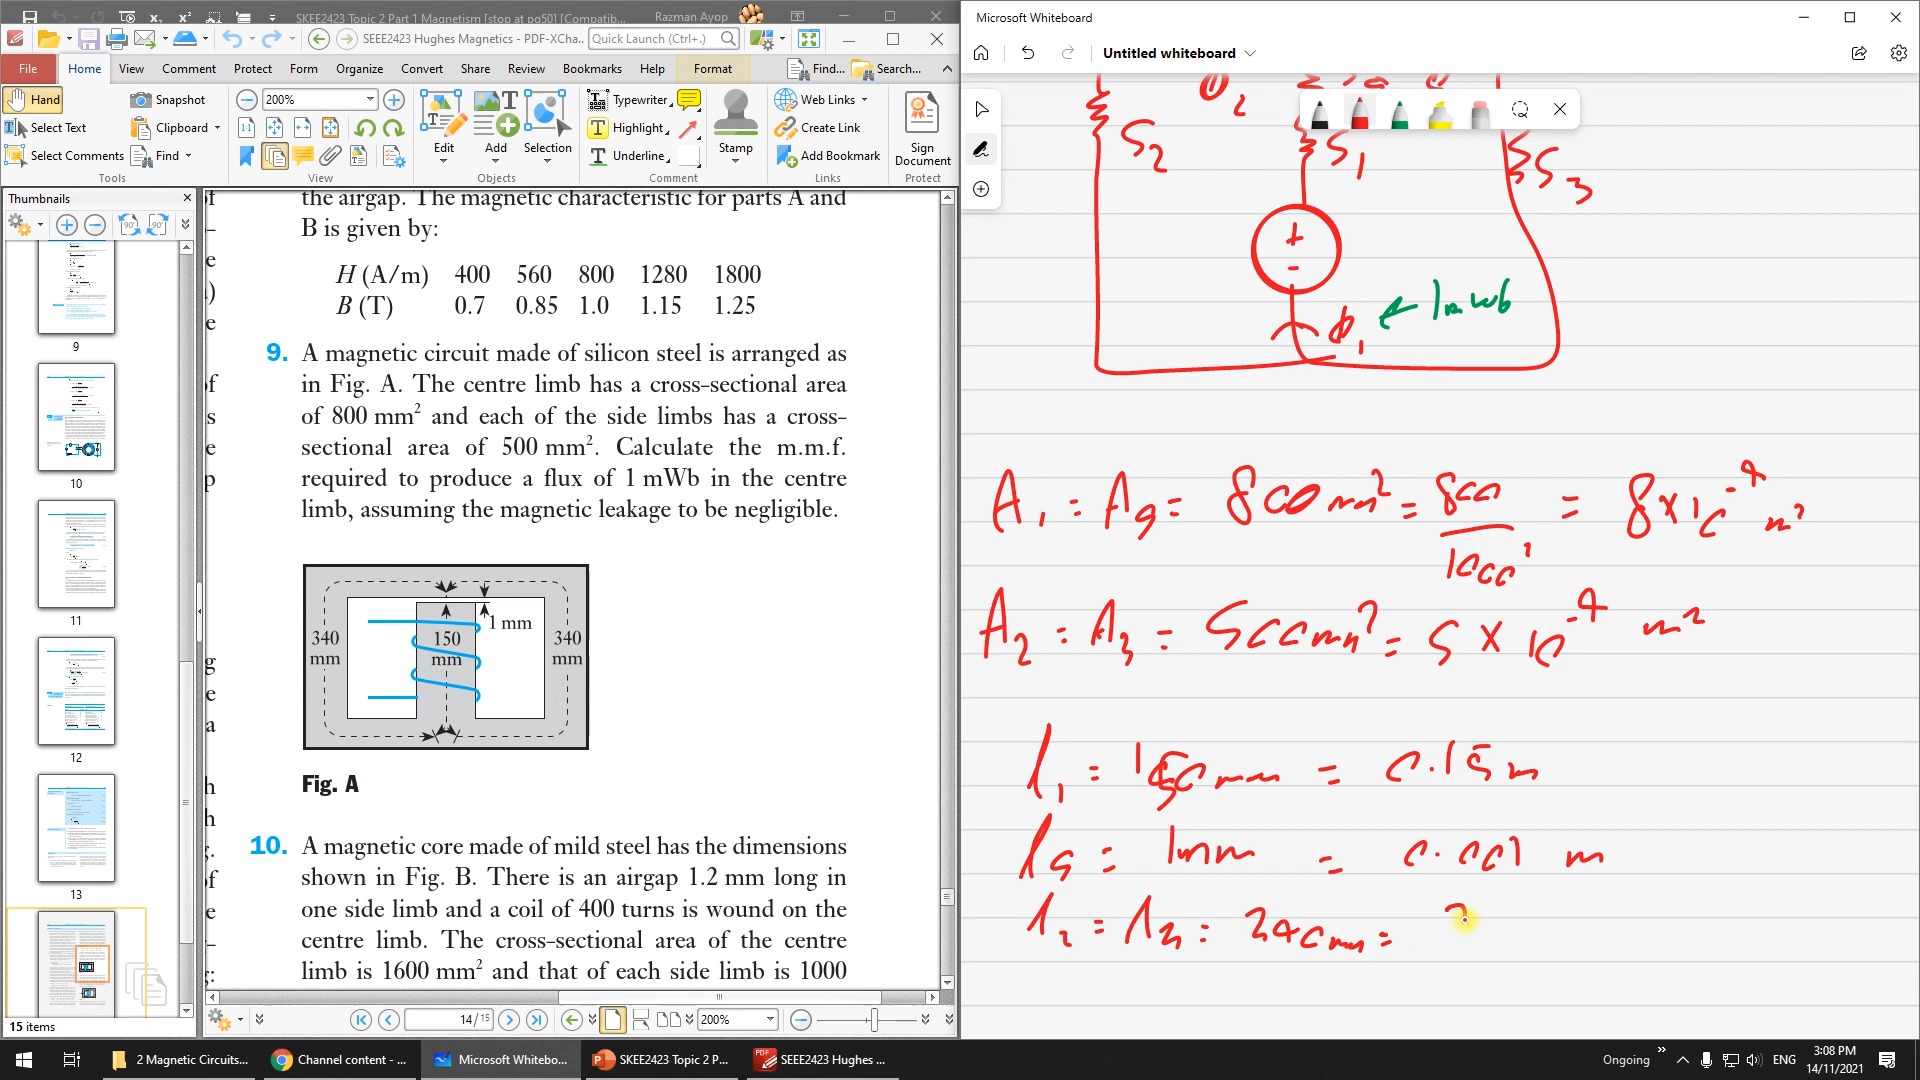 SKEE2423 Topic 2 Part 1 Magnetism [stop at pg50] [Compatib...
Razman Ayop
SEEE2423 Hughes Magnetics - PDF-XCha...
Quick Launch (Ctrl+.)
File Home View Comment Protect Form Organize Convert Share Review Bookmarks Help Format Find... Search...
Hand Snapshot 200% Typewriter Web Links
Select Text Clipboard Highlight Create Link
Select Comments Find Underline Add Bookmark
Edit Add Selection Stamp Sign Document
Tools View Objects Comment Links Protect
Thumbnails
9
10
11
12
13
15 items
the airgap. The magnetic characteristic for parts A and
B is given by:
H (A/m) 400 560 800 1280 1800
B (T) 0.7 0.85 1.0 1.15 1.25
9. A magnetic circuit made of silicon steel is arranged as
in Fig. A. The centre limb has a cross-sectional area
of 800 mm² and each of the side limbs has a cross-
sectional area of 500 mm². Calculate the m.m.f.
required to produce a flux of 1 mWb in the centre
limb, assuming the magnetic leakage to be negligible.
1 mm
340 mm
150 mm
340 mm
Fig. A
10. A magnetic core made of mild steel has the dimensions
shown in Fig. B. There is an airgap 1.2 mm long in
one side limb and a coil of 400 turns is wound on the
centre limb. The cross-sectional area of the centre
limb is 1600 mm² and that of each side limb is 1000
14 / 15
200%
Microsoft Whiteboard
Untitled whiteboard
S2 S1 S3
+
-
Φ1 ← 1mWb
A1 = Ag = 800mm² = 800/1000² = 8 × 10⁻⁴ m²
A2 = A3 = 500mm² = 5 × 10⁻⁴ m²
l1 = 150mm = 0.15m
lg = 1mm = 0.001 m
l2 = l3 = 340mm =
2 Magnetic Circuits... Channel content - ... Microsoft Whitebo... SKEE2423 Topic 2 P... SEEE2423 Hughes ...
Ongoing ENG 3:08 PM
14/11/2021